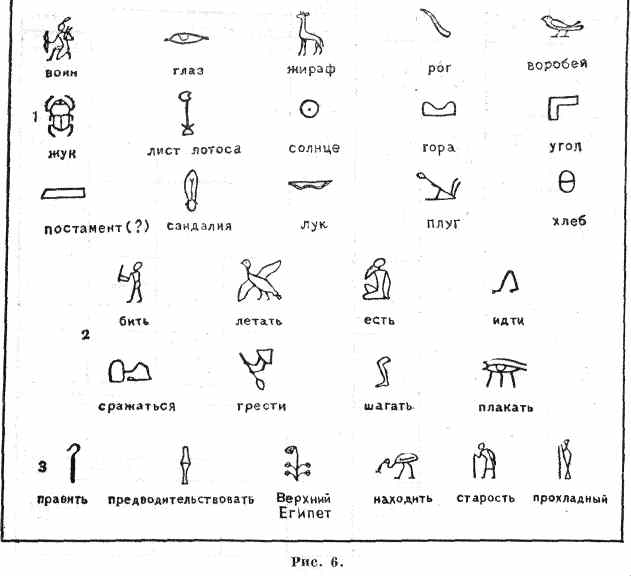 воин глаз жираф рог воробей
1
жук лист лотоса солнце гора угол
постамент(?) сандалия лук плуг хлеб
бить летать есть идти
2
сражаться грести шагать плакать
3
править предводительствовать Верхний Египет находить старость прохладный
Рис. 6.